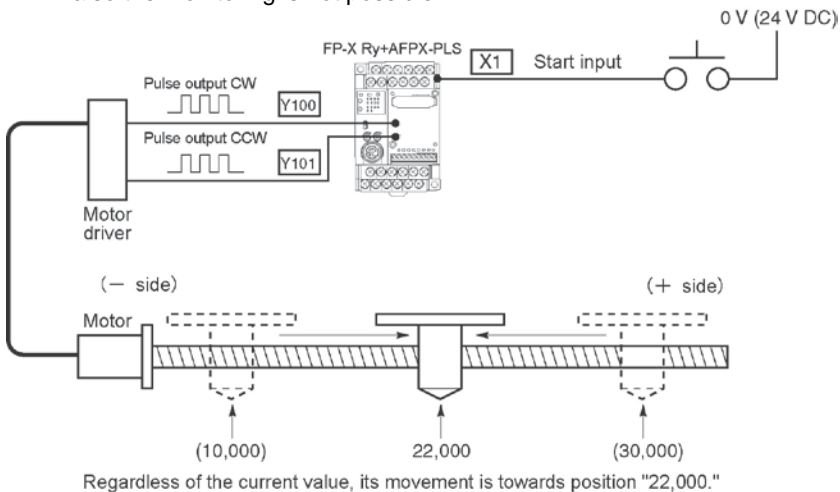 0 V (24 V DC)
FP-X Ry+AFPX-PLS
X1
Start input
Pulse output CW
Y100
Pulse output CCW
Y101
Motor
driver
(− side)
(+ side)
Motor
(10,000)
22,000
(30,000)
Regardless of the current value, its movement is towards position "22,000."